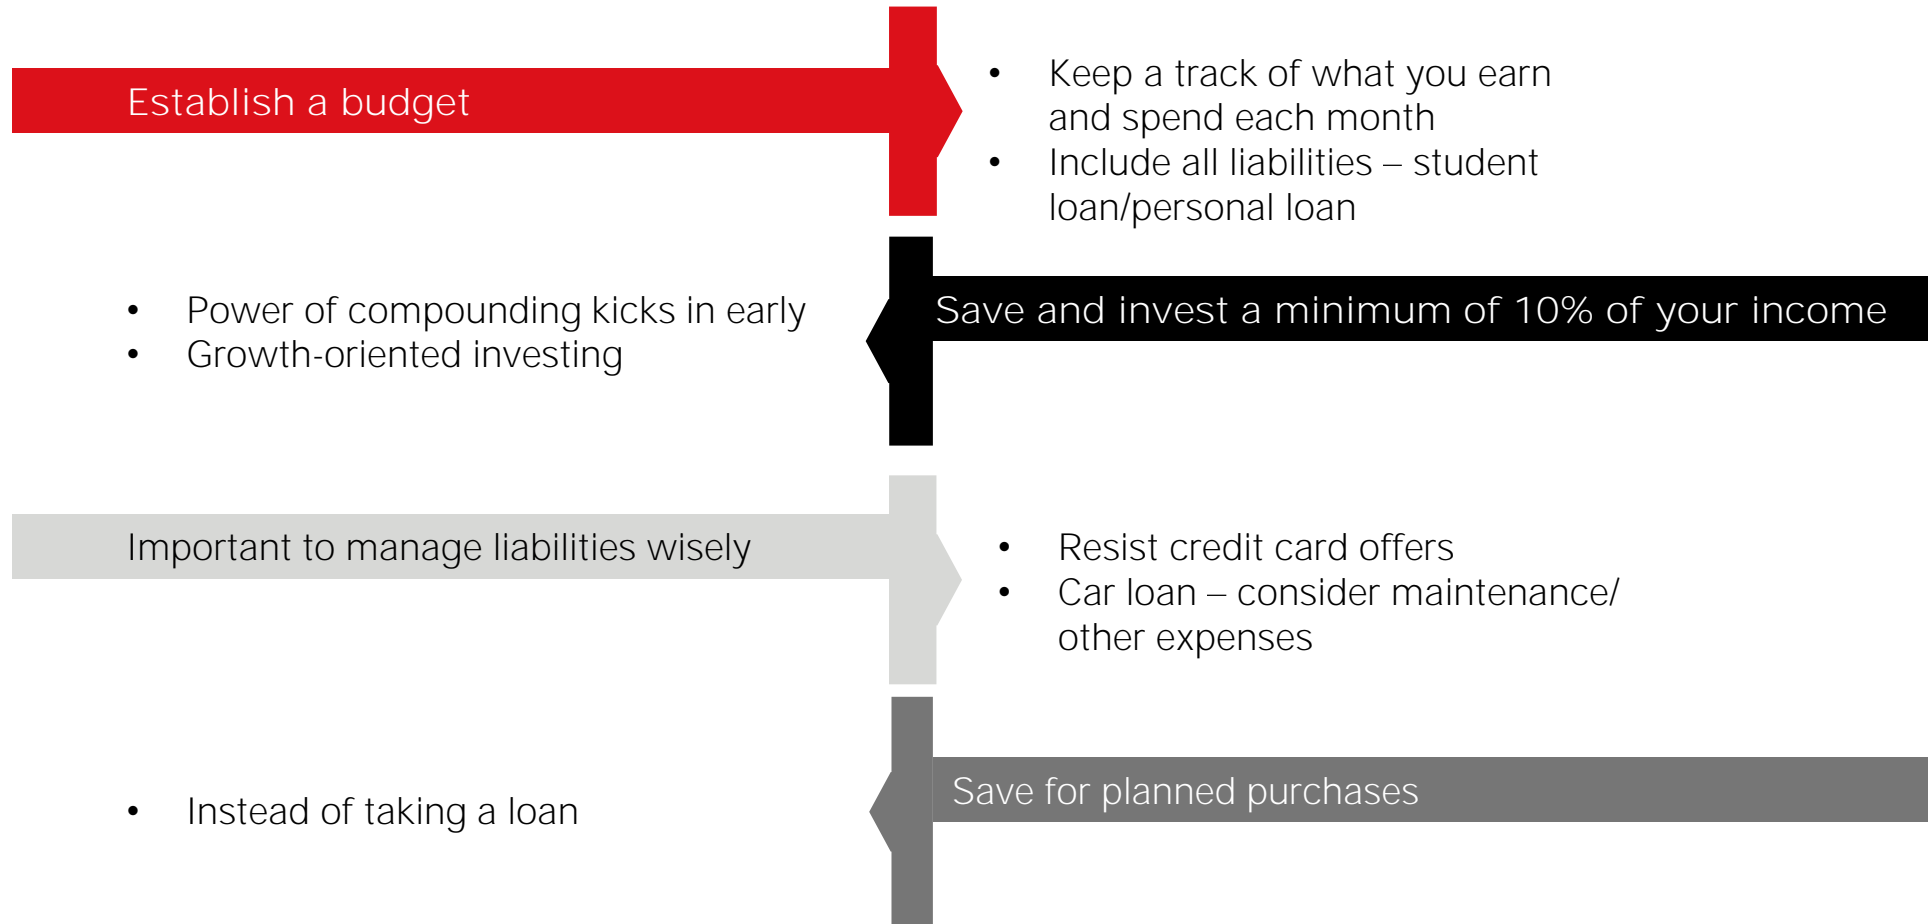 Establish a budget
• Keep a track of what you earn
and spend each month
• Include all liabilities – student
loan/personal loan
Save and invest a minimum of 10% of your income
• Power of compounding kicks in early
• Growth-oriented investing
Important to manage liabilities wisely
• Resist credit card offers
• Car loan – consider maintenance/
other expenses
Save for planned purchases
• Instead of taking a loan